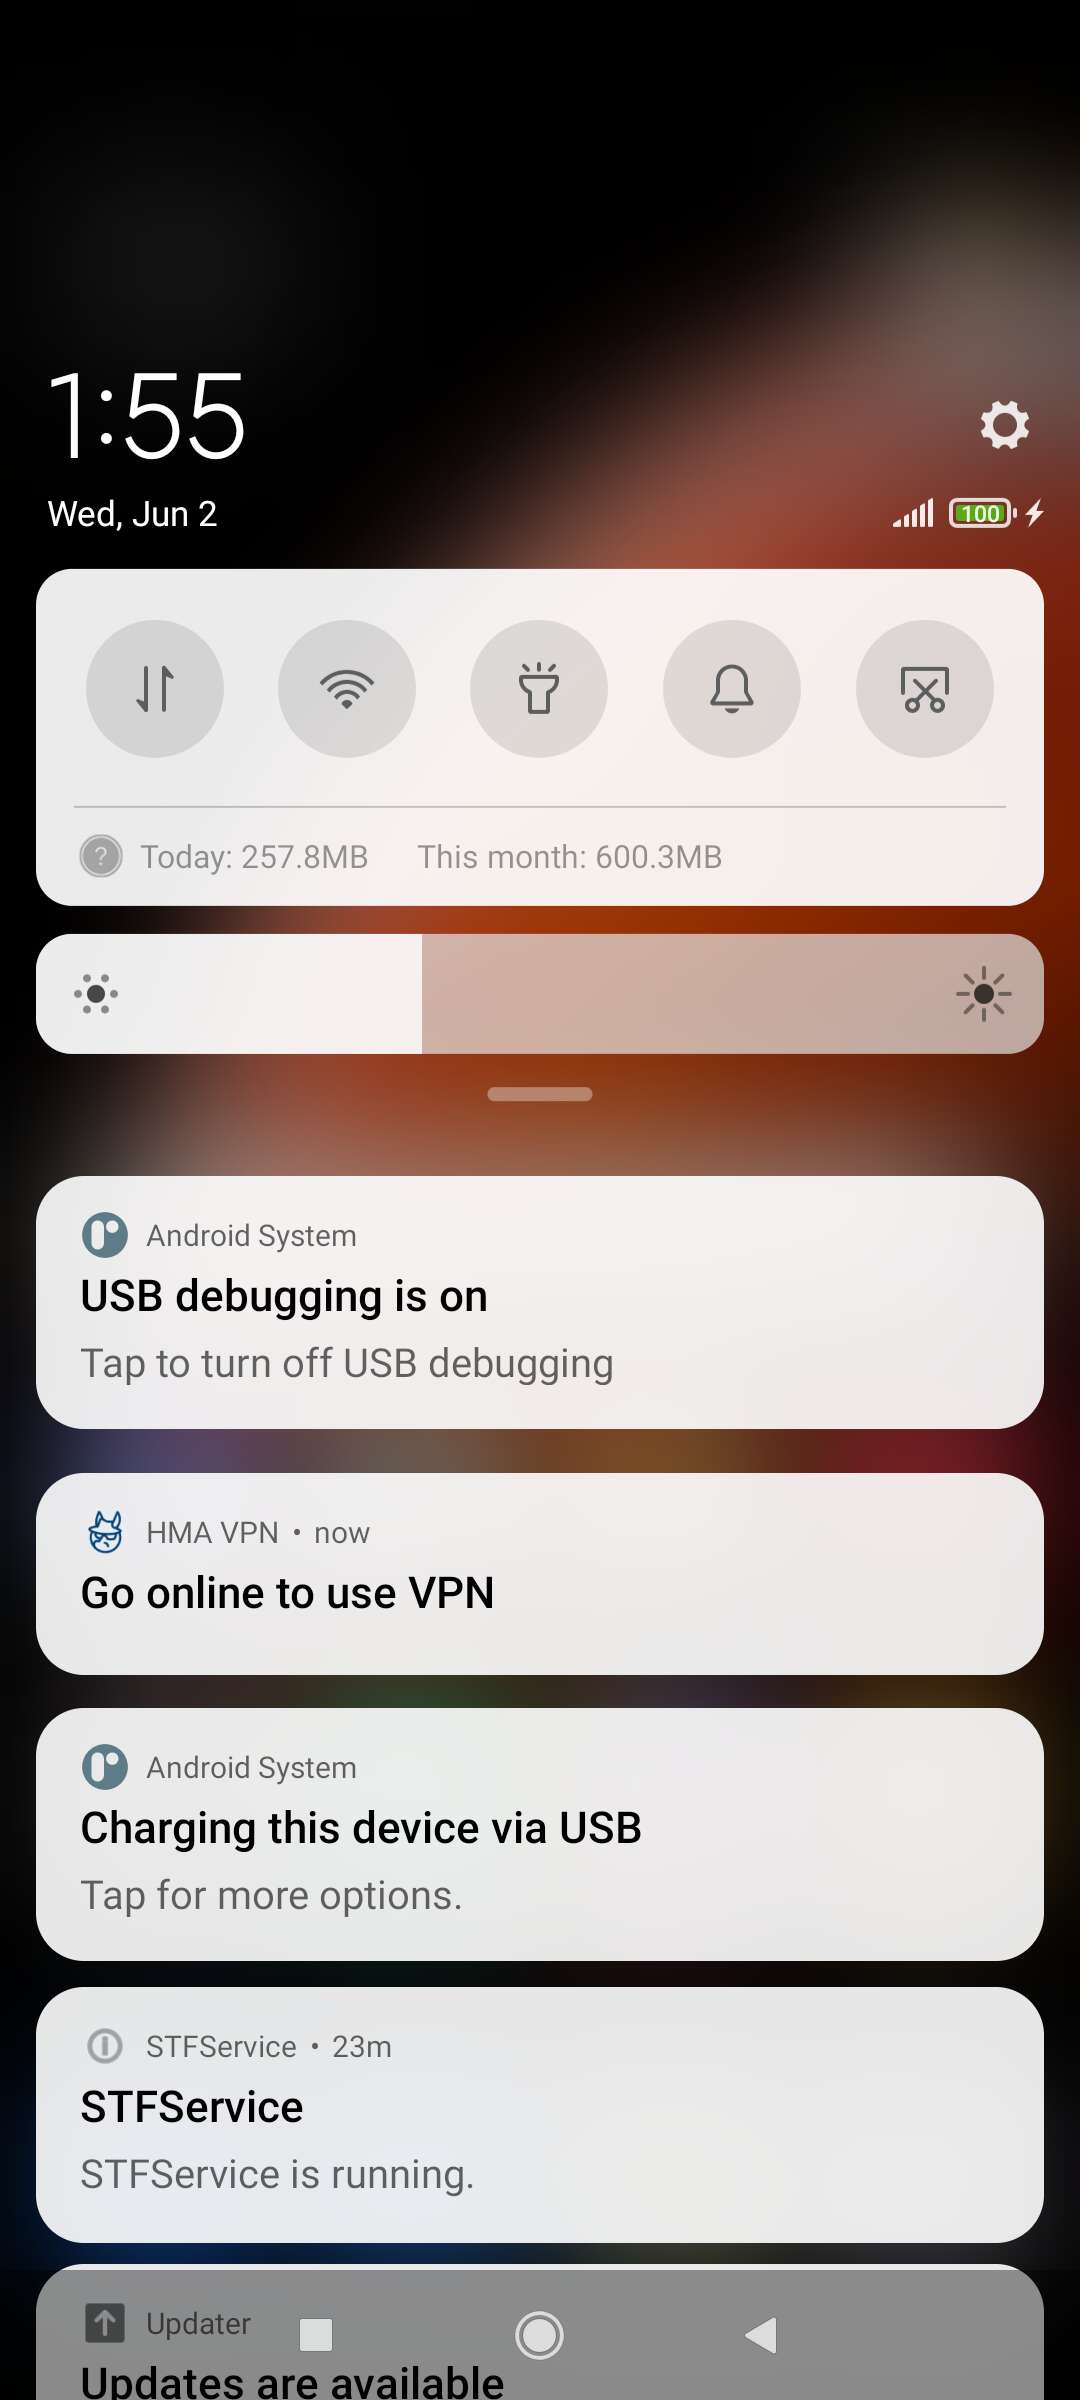 1:55
Wed, Jun 2
100
Today: 257.8MB This month: 600.3MB
Android System
USB debugging is on
Tap to turn off USB debugging
HMA VPN • now
Go online to use VPN
Android System
Charging this device via USB
Tap for more options.
STFService • 23m
STFService
STFService is running.
Updater
Updates are available